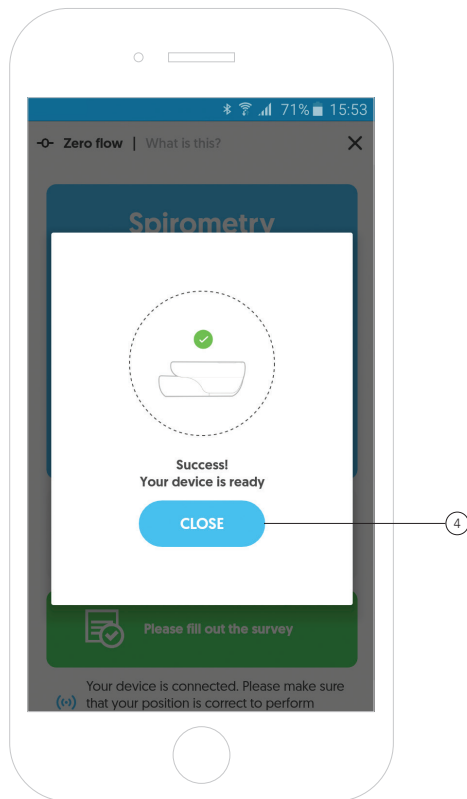 71% 15:53
-0- Zero flow | What is this?
Spirometry
Success!
Your device is ready
CLOSE
4
Please fill out the survey
Your device is connected. Please make sure
that your position is correct to perform